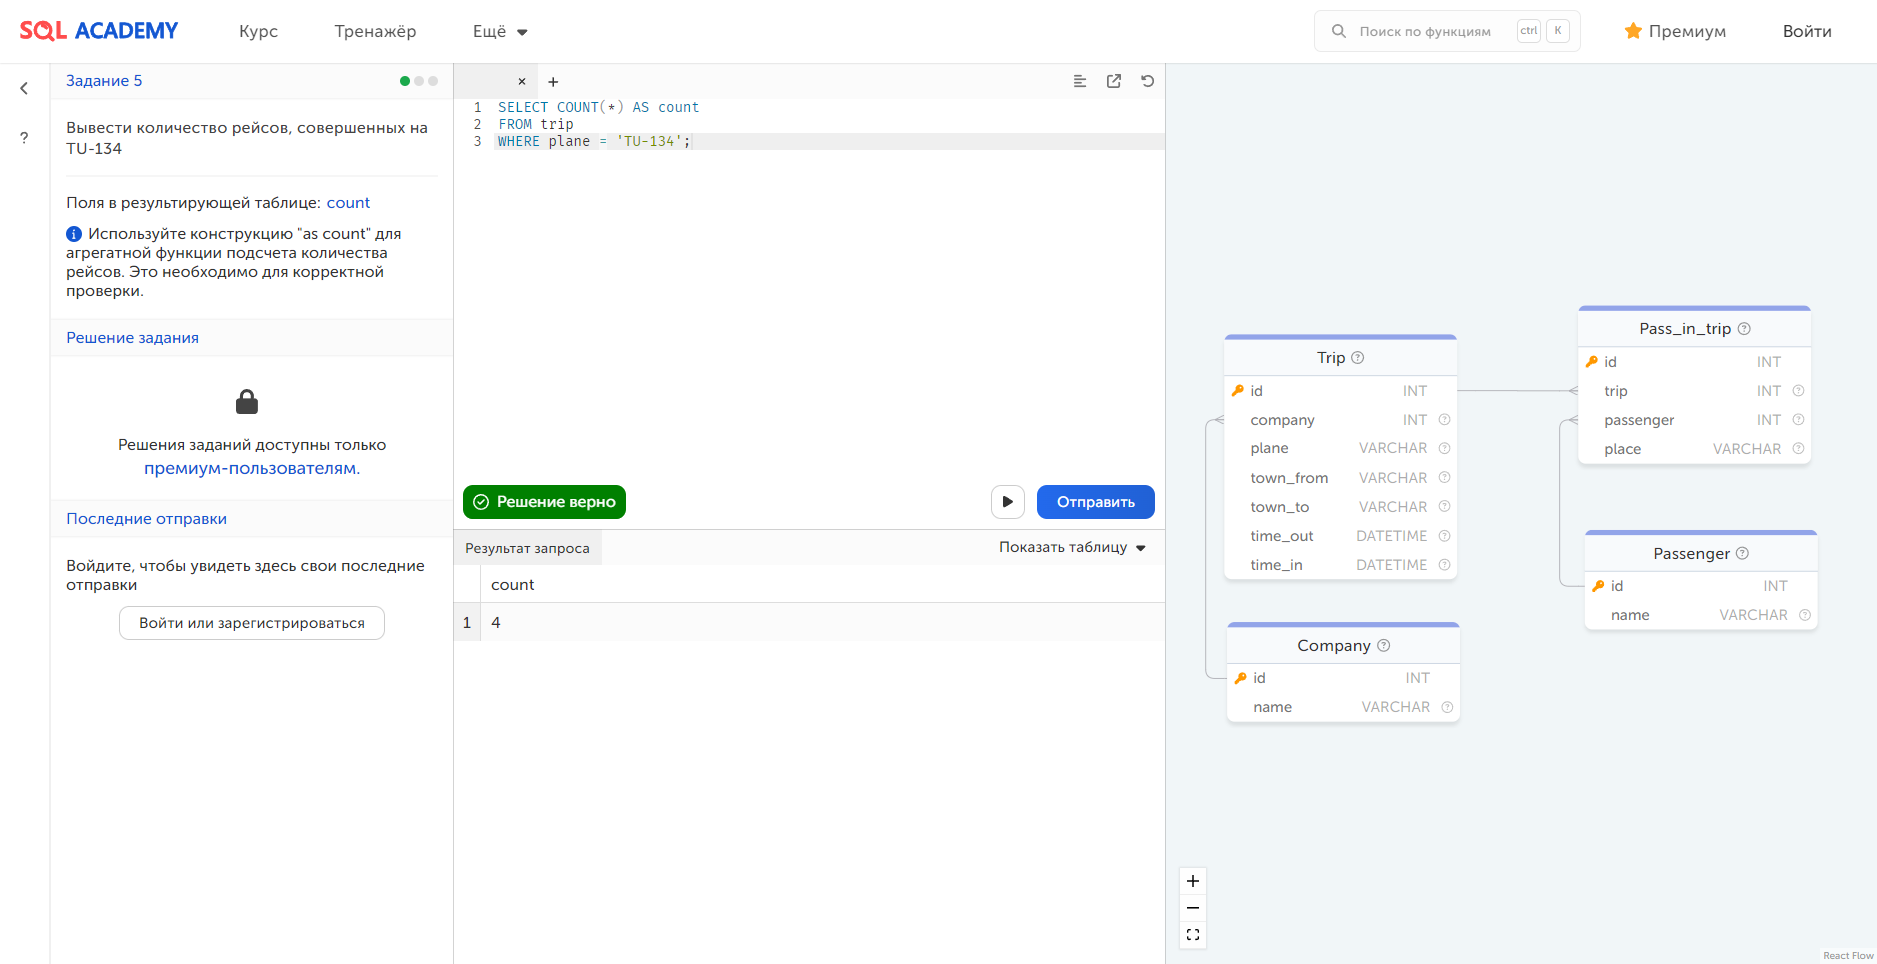 SQL ACADEMY
Курс
Тренажёр
Ещё
Поиск по функциям
ctrl
K
Премиум
Войти
?
Задание 5
Вывести количество рейсов, совершенных на
TU-134
Поля в результирующей таблице: count
Используйте конструкцию "as count" для
агрегатной функции подсчета количества
рейсов. Это необходимо для корректной
проверки.
Решение задания
Решения заданий доступны только
премиум-пользователям.
Последние отправки
Войдите, чтобы увидеть здесь свои последние
отправки
Войти или зарегистрироваться
1 SELECT COUNT(*) AS count
2 FROM trip
3 WHERE plane = 'TU-134';
Решение верно
Отправить
Результат запроса
Показать таблицу
count
1 4
Trip
id INT
company INT
plane VARCHAR
town_from VARCHAR
town_to VARCHAR
time_out DATETIME
time_in DATETIME
Company
id INT
name VARCHAR
Pass_in_trip
id INT
trip INT
passenger INT
place VARCHAR
Passenger
id INT
name VARCHAR
React Flow